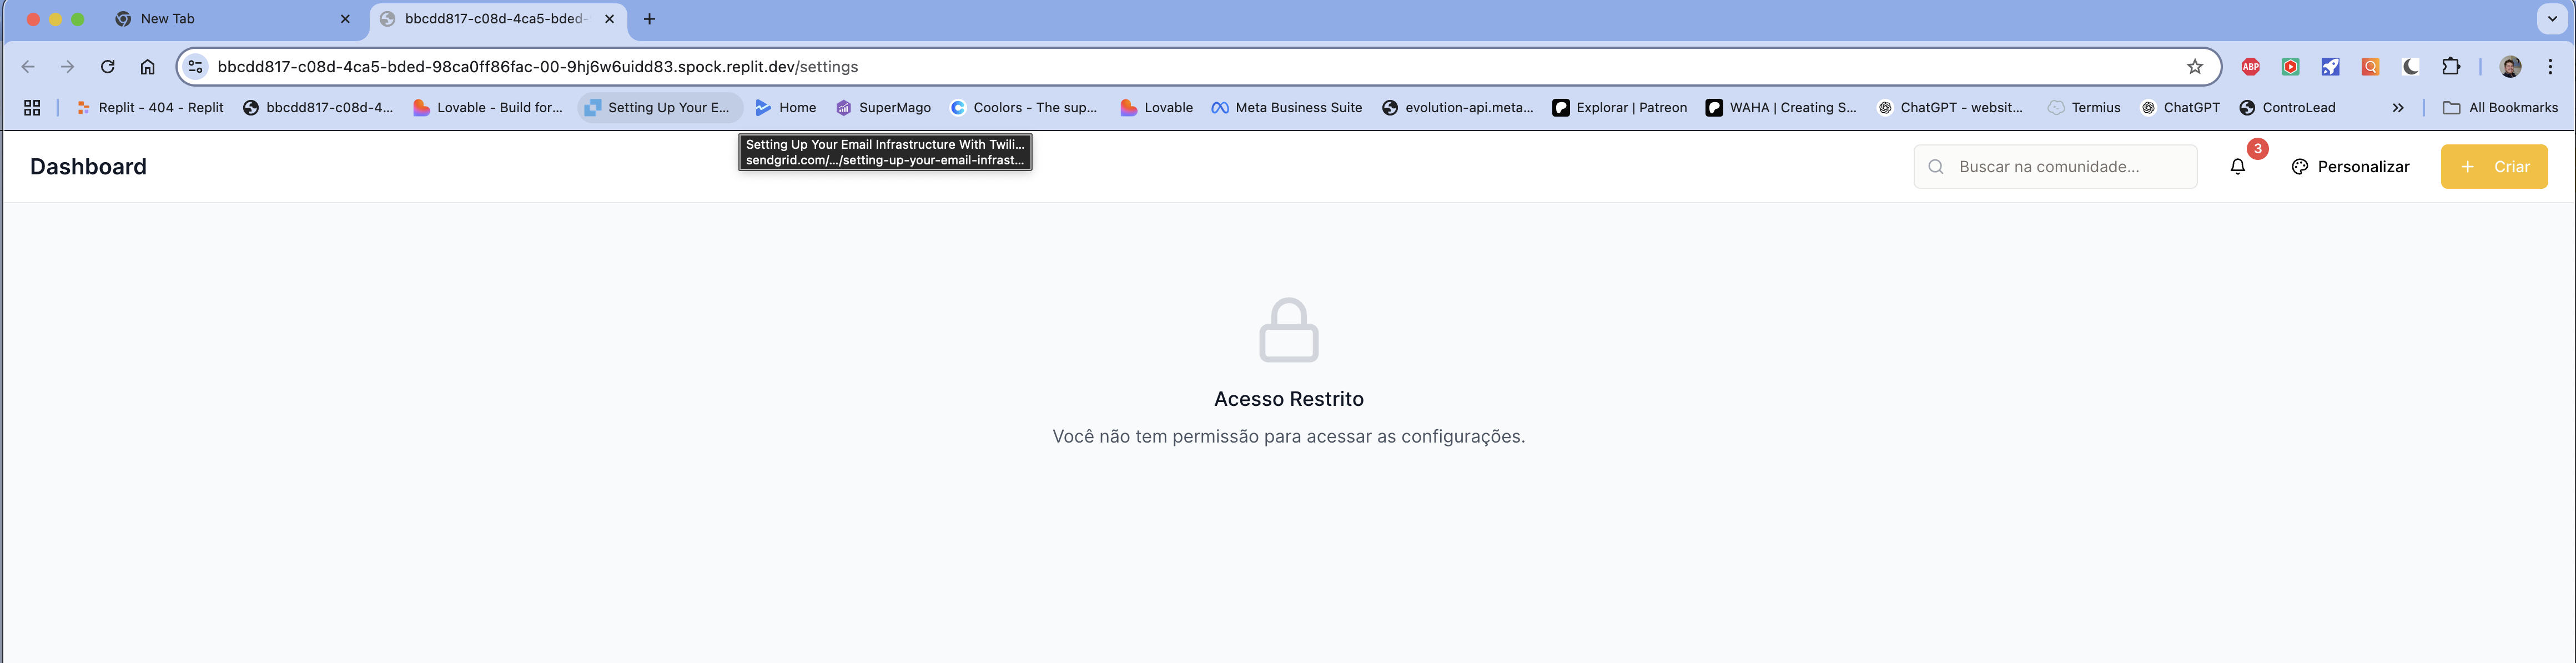 New Tab
bbcdd817-c08d-4ca5-bded-
bbcdd817-c08d-4ca5-bded-98ca0ff86fac-00-9hj6w6uidd83.spock.replit.dev/settings
ABP
Replit - 404 - Replit
bbcdd817-c08d-4...
Lovable - Build for...
Setting Up Your E...
Home
SuperMago
Coolors - The sup...
Lovable
Meta Business Suite
evolution-api.meta...
Explorar | Patreon
WAHA | Creating S...
ChatGPT - websit...
Termius
ChatGPT
ControLead
All Bookmarks
Setting Up Your Email Infrastructure With Twili...
sendgrid.com/.../setting-up-your-email-infrast...
Dashboard
Buscar na comunidade...
3
Personalizar
+ Criar
Acesso Restrito
Você não tem permissão para acessar as configurações.